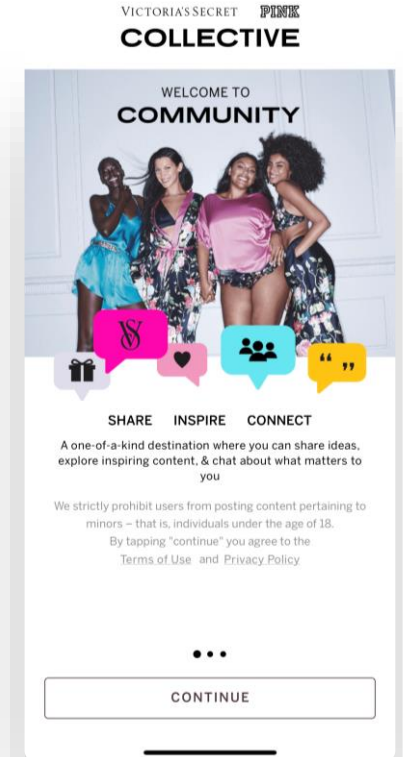 VICTORIA'S SECRET PINK
COLLECTIVE
WELCOME TO
COMMUNITY
VS
“ ”
SHARE INSPIRE CONNECT
A one-of-a-kind destination where you can share ideas,
explore inspiring content, & chat about what matters to
you
We strictly prohibit users from posting content pertaining to
minors – that is, individuals under the age of 18.
By tapping "continue" you agree to the
Terms of Use and Privacy Policy
CONTINUE